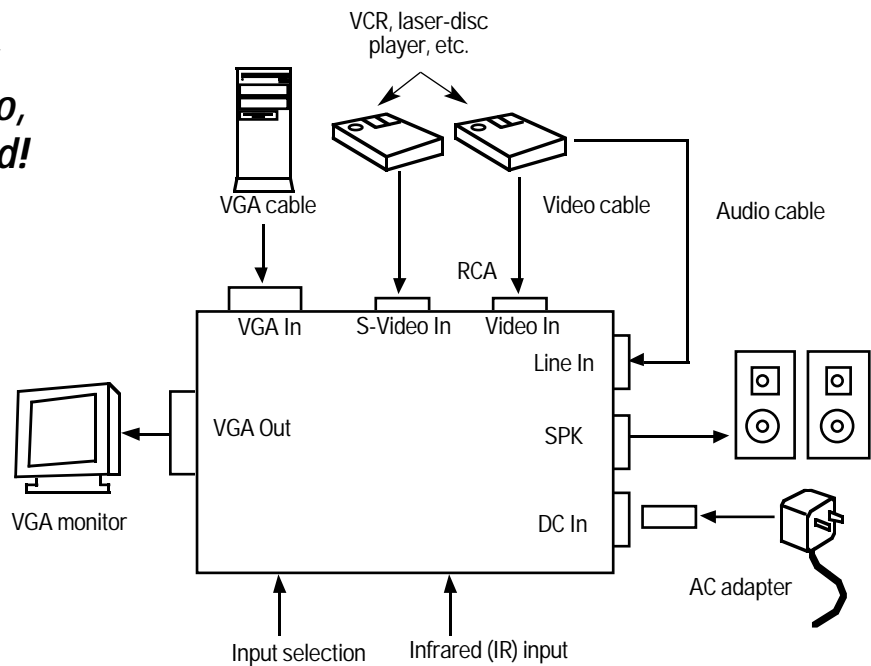 VCR, laser-disc
player, etc.
VGA cable
Video cable
Audio cable
RCA
VGA In
S-Video In
Video In
Line In
VGA Out
SPK
DC In
VGA monitor
AC adapter
Input selection
Infrared (IR) input